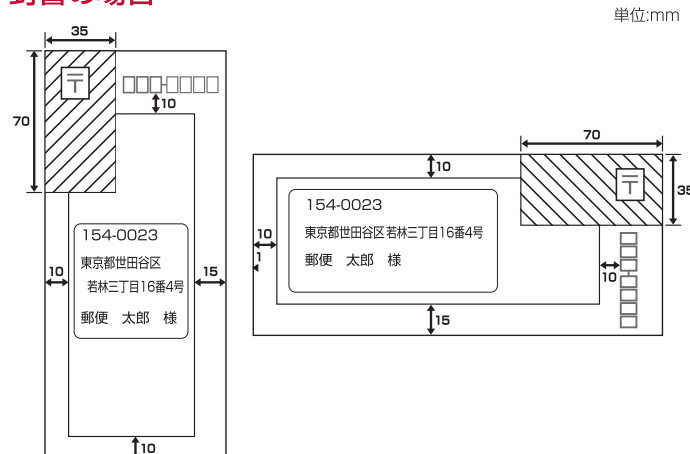 封書の場合
単位:mm
35
〒
70
10
154-0023
東京都世田谷区
若林三丁目16番4号
郵便 太郎 様
10
15
10
70
〒
35
10
154-0023
東京都世田谷区若林三丁目16番4号
郵便 太郎 様
10
1
10
15